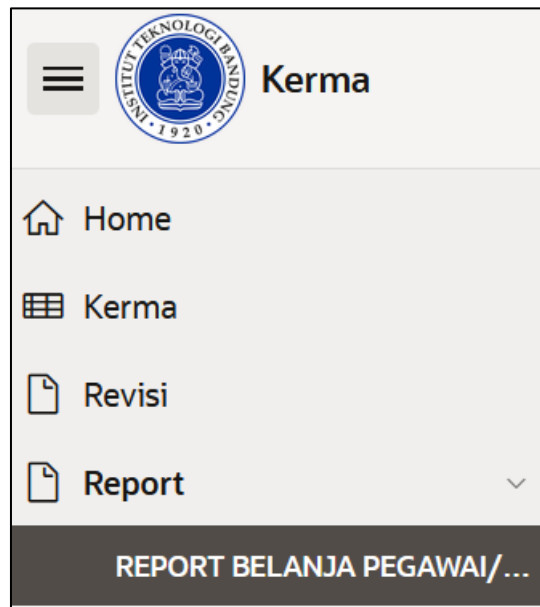 INSTITUT TEKNOLOGI BANDUNG
· 1920 ·
Kerma
Home
Kerma
Revisi
Report
REPORT BELANJA PEGAWAI/...